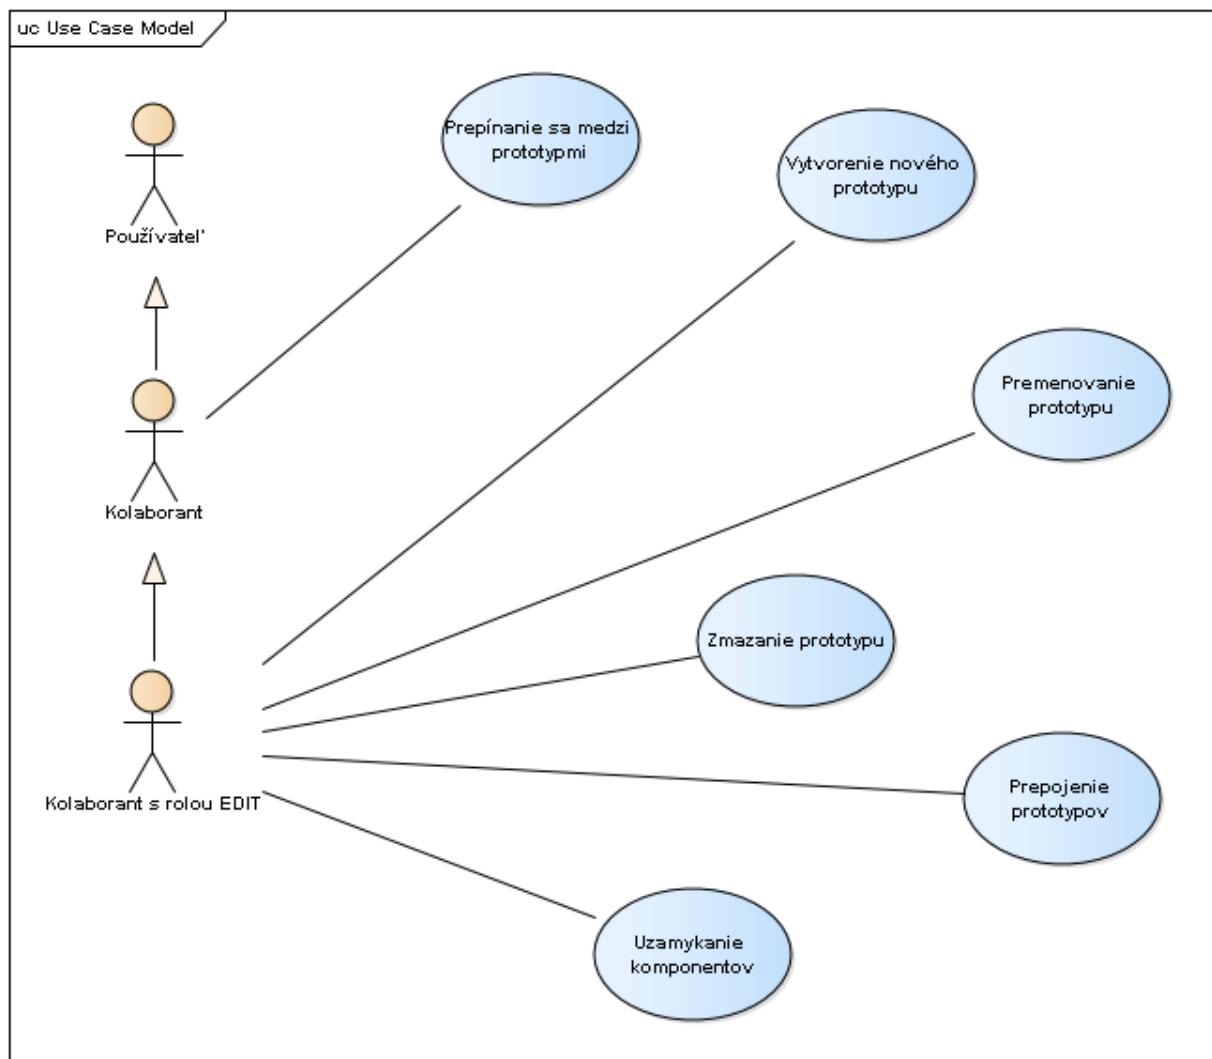 uc Use Case Model
Prepínanie sa medzi
prototypmi
Vytvorenie nového
prototypu
Používateľ
Premenovanie
prototypu
Kolaborant
Zmazanie prototypu
Kolaborant s rolou EDIT
Prepojenie
prototypov
Uzamykanie
komponentov